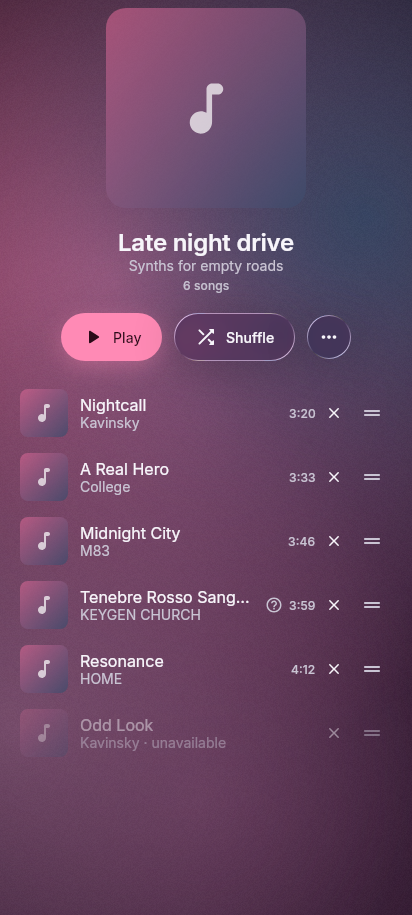 Late night drive
Synths for empty roads
6 songs
Play
Shuffle
Nightcall
Kavinsky
3:20
A Real Hero
College
3:33
Midnight City
M83
3:46
Tenebre Rosso Sang...
KEYGEN CHURCH
3:59
Resonance
HOME
4:12
Odd Look
Kavinsky · unavailable